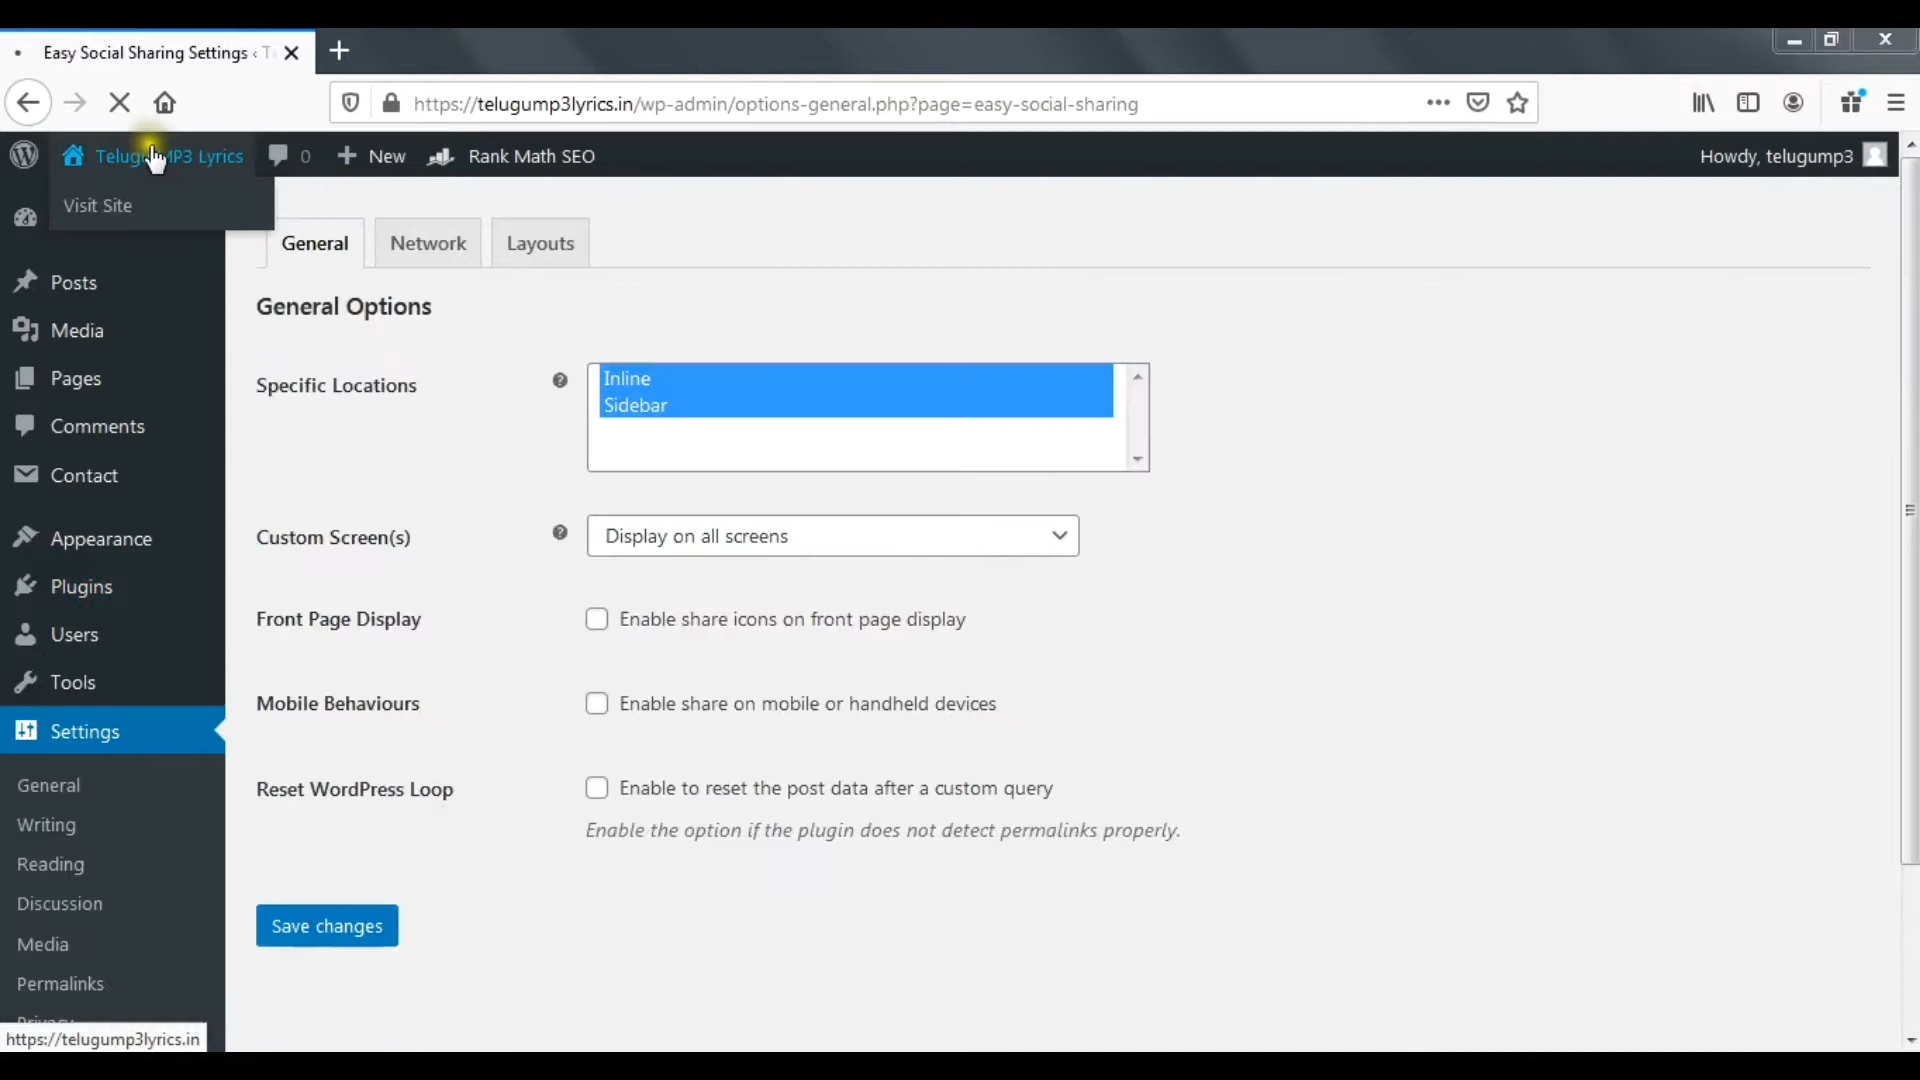 Easy Social Sharing Settings ‹ T
https://telugump3lyrics.in/wp-admin/options-general.php?page=easy-social-sharing
0
New
Rank Math SEO
Howdy, telugump3
Visit Site
Posts
Media
Pages
Comments
Contact
Appearance
Plugins
Users
Tools
Settings
General
Writing
Reading
Discussion
Media
Permalinks
Privacy
https://telugump3lyrics.in
General
Network
Layouts
General Options
Specific Locations
Inline
Sidebar
Custom Screen(s)
Display on all screens
Front Page Display
Enable share icons on front page display
Mobile Behaviours
Enable share on mobile or handheld devices
Reset WordPress Loop
Enable to reset the post data after a custom query
Enable the option if the plugin does not detect permalinks properly.
Save changes